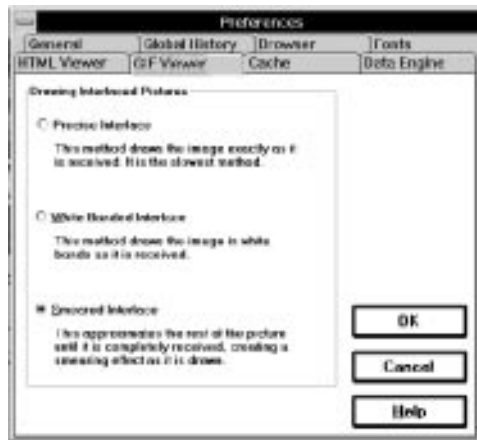 Preferences
General Global History Browser Fonts
HTML Viewer GIF Viewer Cache Data Engine
Drawing Interlaced Pictures
Precise Interlace
This method draws the image exactly as it
is received. It is the slowest method.
White Banded Interlace
This method draws the image in white
bands as it is received.
Smeared Interlace
This approximates the rest of the picture
until it is completely received, creating a
smearing effect as it is drawn.
OK
Cancel
Help